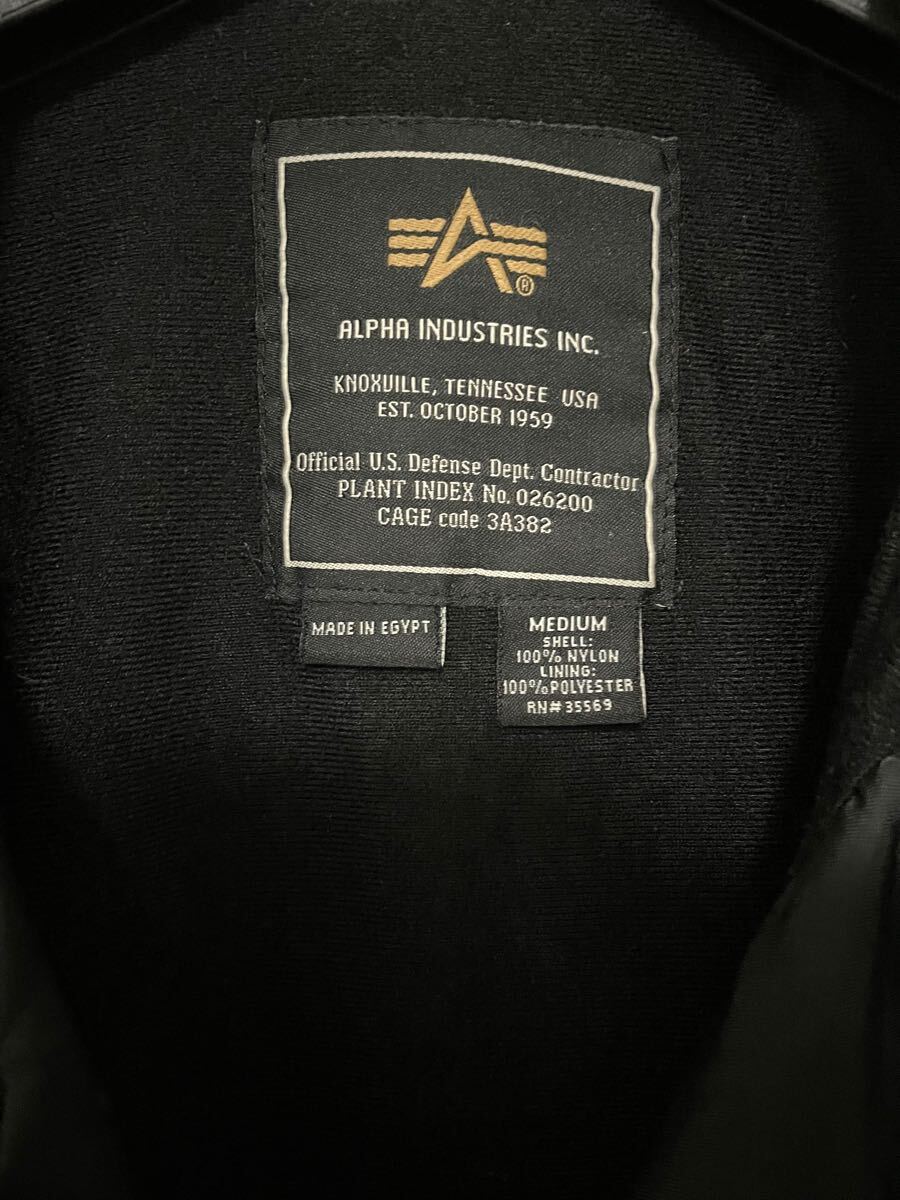 ®
ALPHA INDUSTRIES INC.
KNOXVILLE, TENNESSEE USA
EST. OCTOBER 1959
Official U.S. Defense Dept. Contractor
PLANT INDEX No. 026200
CAGE code 3A382
MADE IN EGYPT
MEDIUM
SHELL:
100% NYLON
LINING:
100%POLYESTER
RN#35569